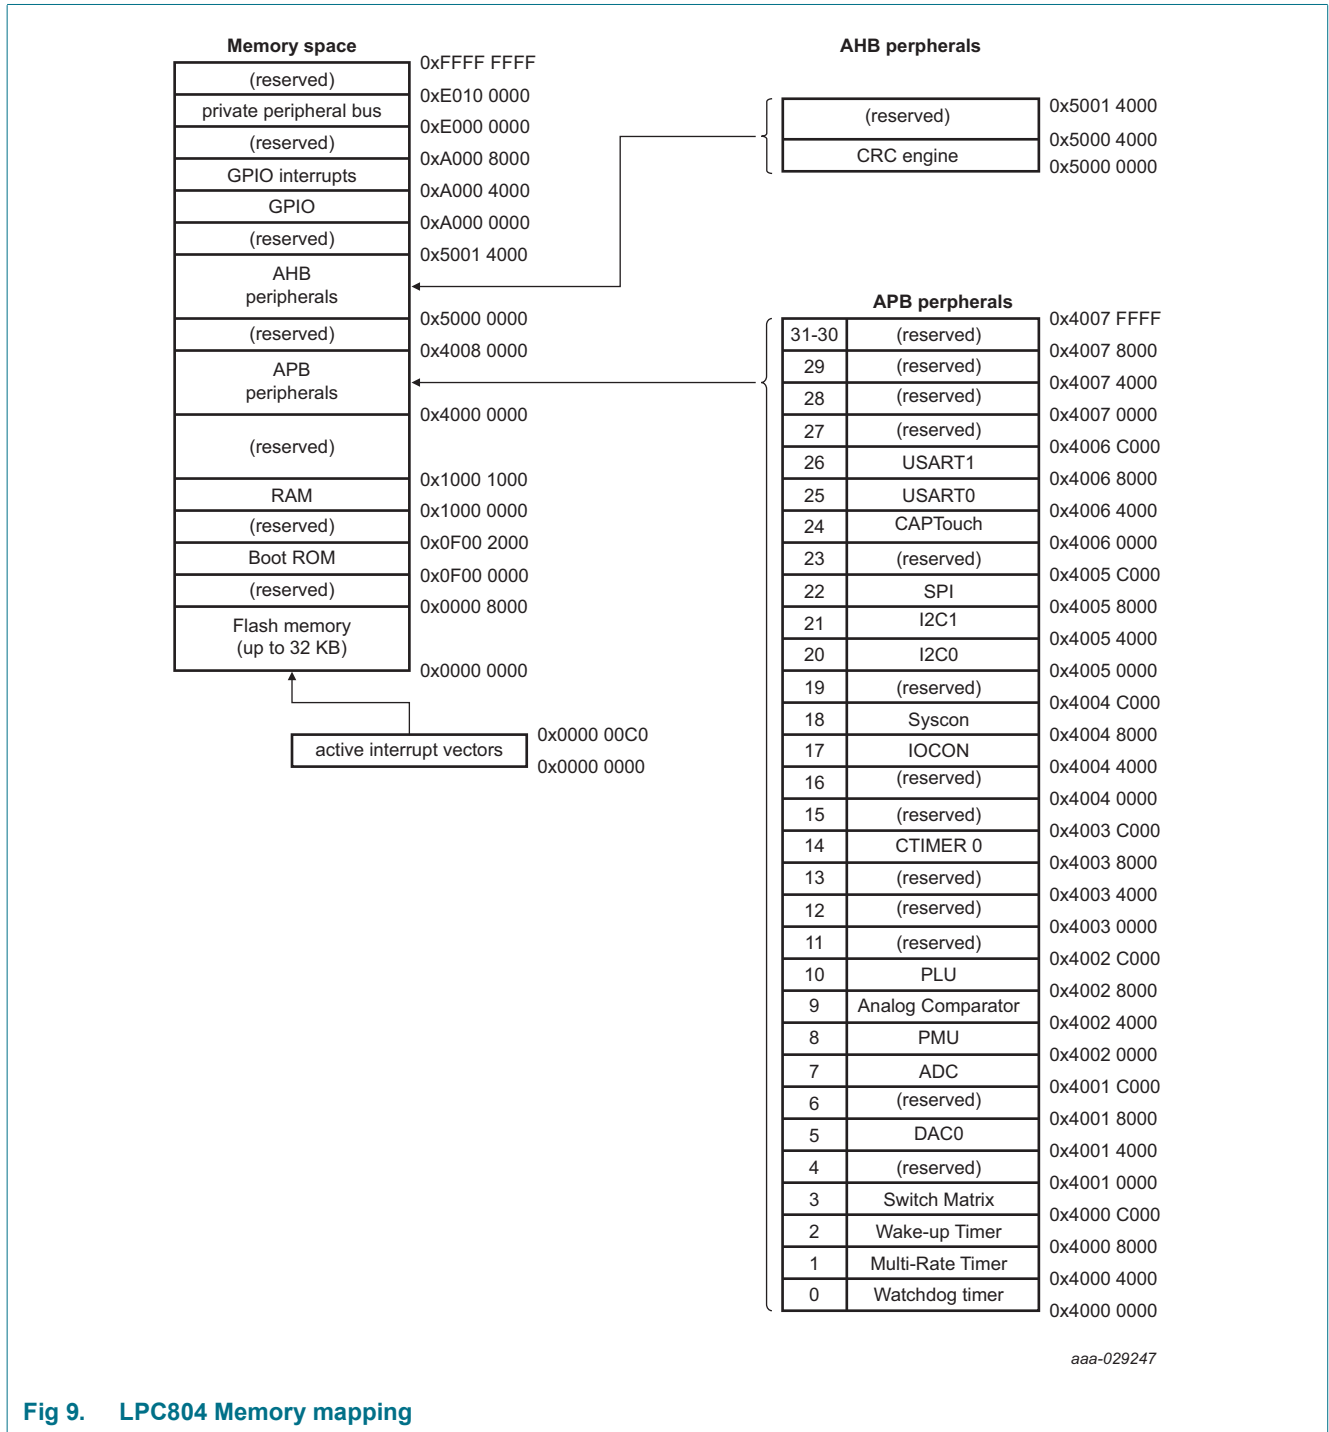 Memory space
0xFFFF FFFF
(reserved)
0xE010 0000
private peripheral bus
0xE000 0000
(reserved)
0xA000 8000
GPIO interrupts
0xA000 4000
GPIO
0xA000 0000
(reserved)
0x5001 4000
AHB
peripherals
0x5000 0000
(reserved)
0x4008 0000
APB
peripherals
0x4000 0000
(reserved)
0x1000 1000
RAM
0x1000 0000
(reserved)
0x0F00 2000
Boot ROM
0x0F00 0000
(reserved)
0x0000 8000
Flash memory
(up to 32 KB)
0x0000 0000
0x0000 00C0
active interrupt vectors
0x0000 0000
AHB perpherals
0x5001 4000
(reserved)
0x5000 4000
CRC engine
0x5000 0000
APB perpherals
0x4007 FFFF
31-30 (reserved)
0x4007 8000
29 (reserved)
0x4007 4000
28 (reserved)
0x4007 0000
27 (reserved)
0x4006 C000
26 USART1
0x4006 8000
25 USART0
0x4006 4000
24 CAPTouch
0x4006 0000
23 (reserved)
0x4005 C000
22 SPI
0x4005 8000
21 I2C1
0x4005 4000
20 I2C0
0x4005 0000
19 (reserved)
0x4004 C000
18 Syscon
0x4004 8000
17 IOCON
0x4004 4000
16 (reserved)
0x4004 0000
15 (reserved)
0x4003 C000
14 CTIMER 0
0x4003 8000
13 (reserved)
0x4003 4000
12 (reserved)
0x4003 0000
11 (reserved)
0x4002 C000
10 PLU
0x4002 8000
9 Analog Comparator
0x4002 4000
8 PMU
0x4002 0000
7 ADC
0x4001 C000
6 (reserved)
0x4001 8000
5 DAC0
0x4001 4000
4 (reserved)
0x4001 0000
3 Switch Matrix
0x4000 C000
2 Wake-up Timer
0x4000 8000
1 Multi-Rate Timer
0x4000 4000
0 Watchdog timer
0x4000 0000
aaa-029247
Fig 9. LPC804 Memory mapping